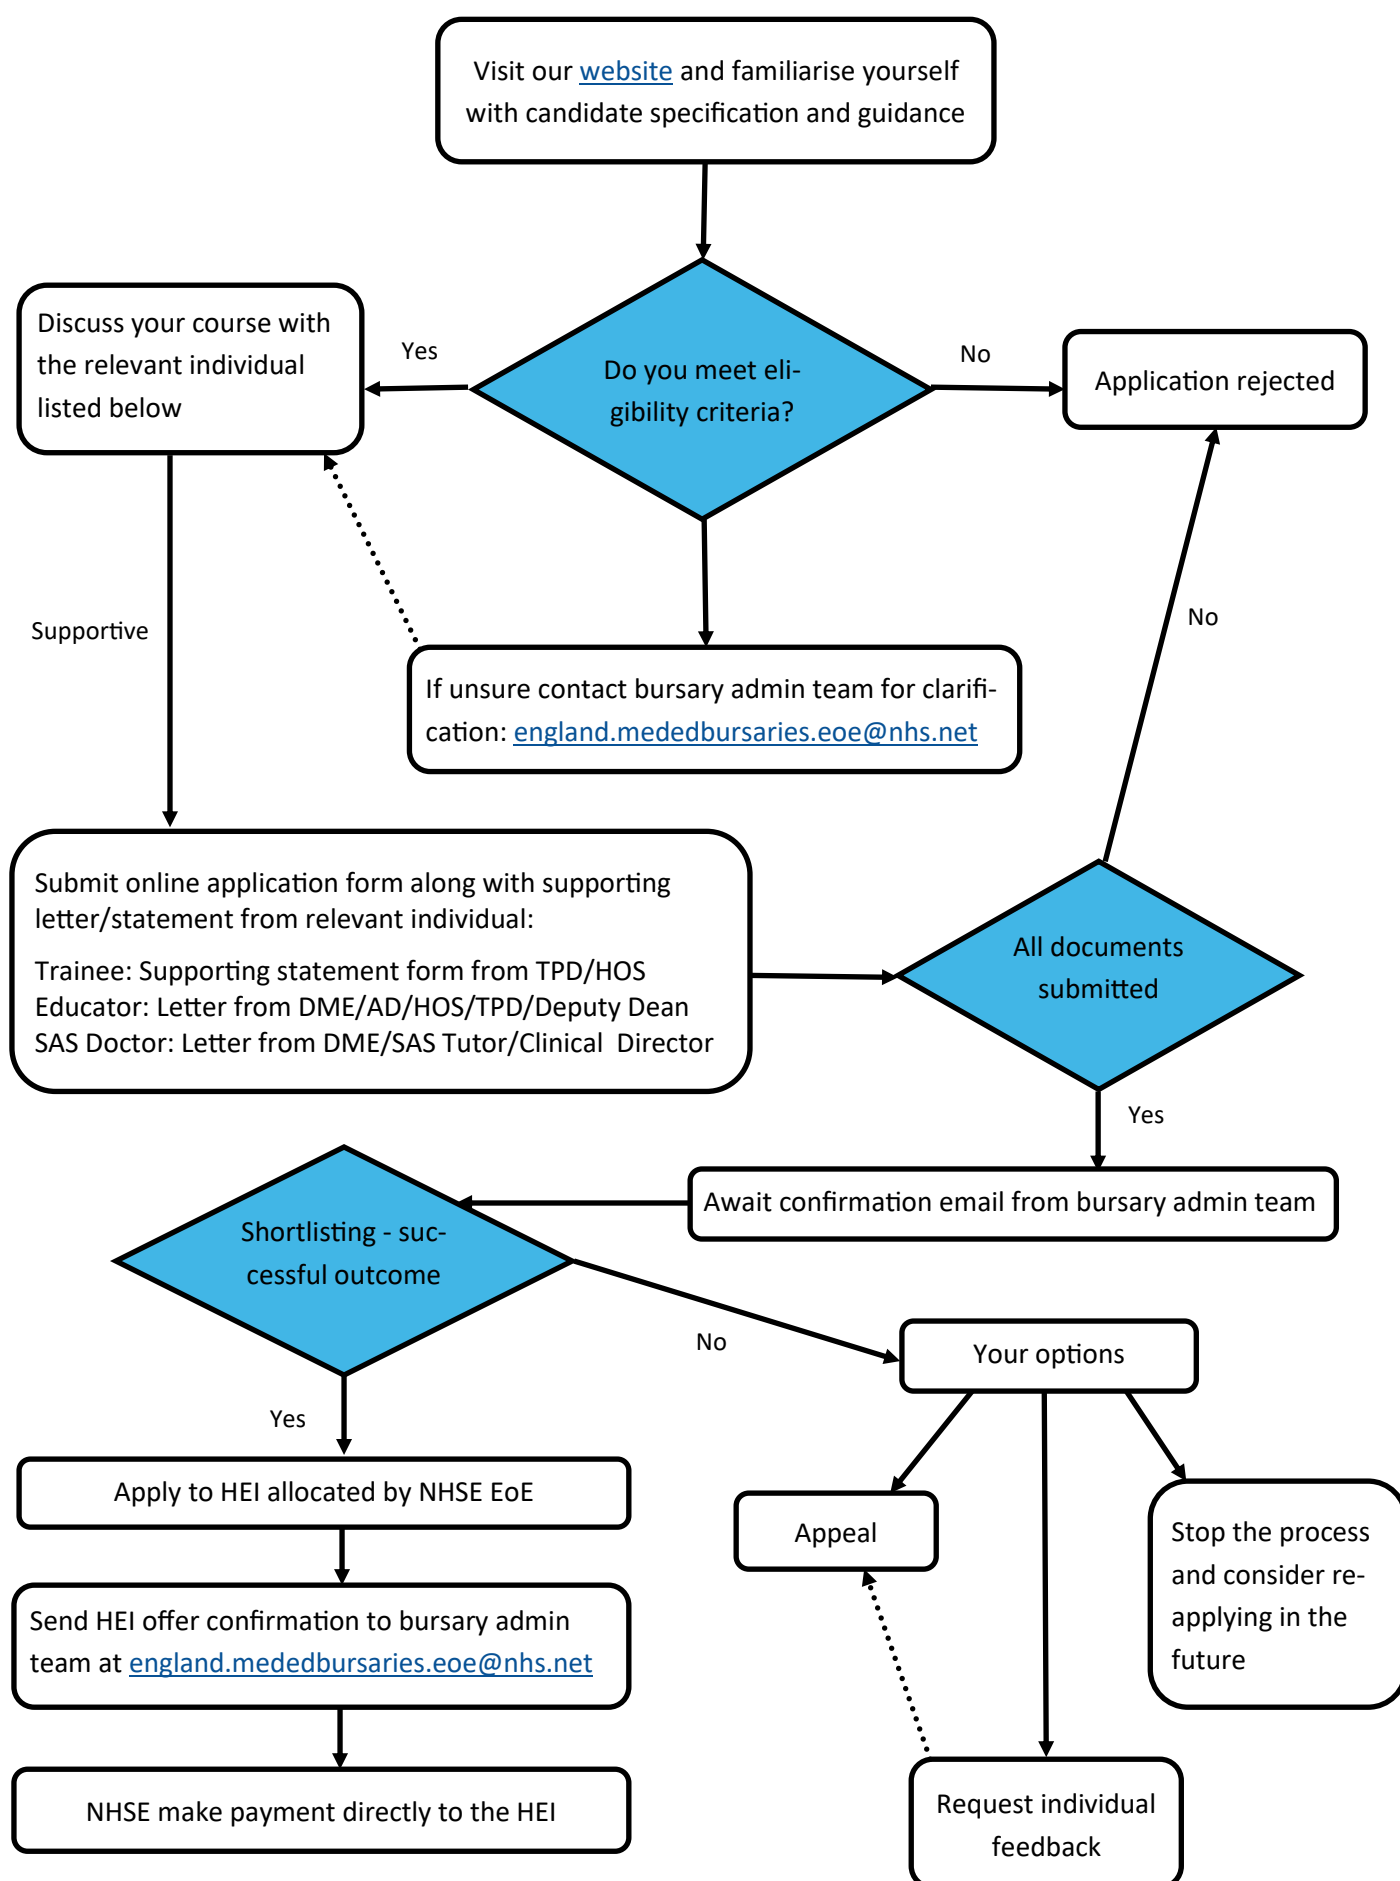 Visit our website and familiarise yourself
with candidate specification and guidance
Discuss your course with
the relevant individual
listed below
Yes
Do you meet eli-
gibility criteria?
No
Application rejected
Supportive
No
If unsure contact bursary admin team for clarifi-
cation: england.mededbursaries.eoe@nhs.net
Submit online application form along with supporting
letter/statement from relevant individual:
Trainee: Supporting statement form from TPD/HOS
Educator: Letter from DME/AD/HOS/TPD/Deputy Dean
SAS Doctor: Letter from DME/SAS Tutor/Clinical Director
All documents
submitted
Yes
Await confirmation email from bursary admin team
Shortlisting - suc-
cessful outcome
No
Your options
Yes
Apply to HEI allocated by NHSE EoE
Appeal
Stop the process
and consider re-
applying in the
future
Send HEI offer confirmation to bursary admin
team at england.mededbursaries.eoe@nhs.net
NHSE make payment directly to the HEI
Request individual
feedback